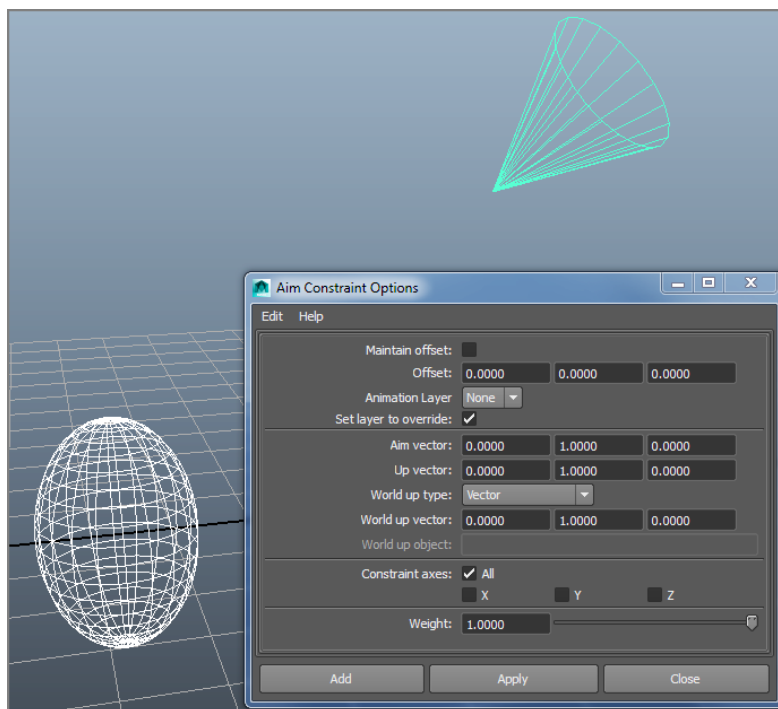 Aim Constraint Options
Edit Help
Maintain offset:
Offset: 0.0000 0.0000 0.0000
Animation Layer None
Set layer to override:
Aim vector: 0.0000 1.0000 0.0000
Up vector: 0.0000 1.0000 0.0000
World up type: Vector
World up vector: 0.0000 1.0000 0.0000
World up object:
Constraint axes: All
X Y Z
Weight: 1.0000
Add Apply Close